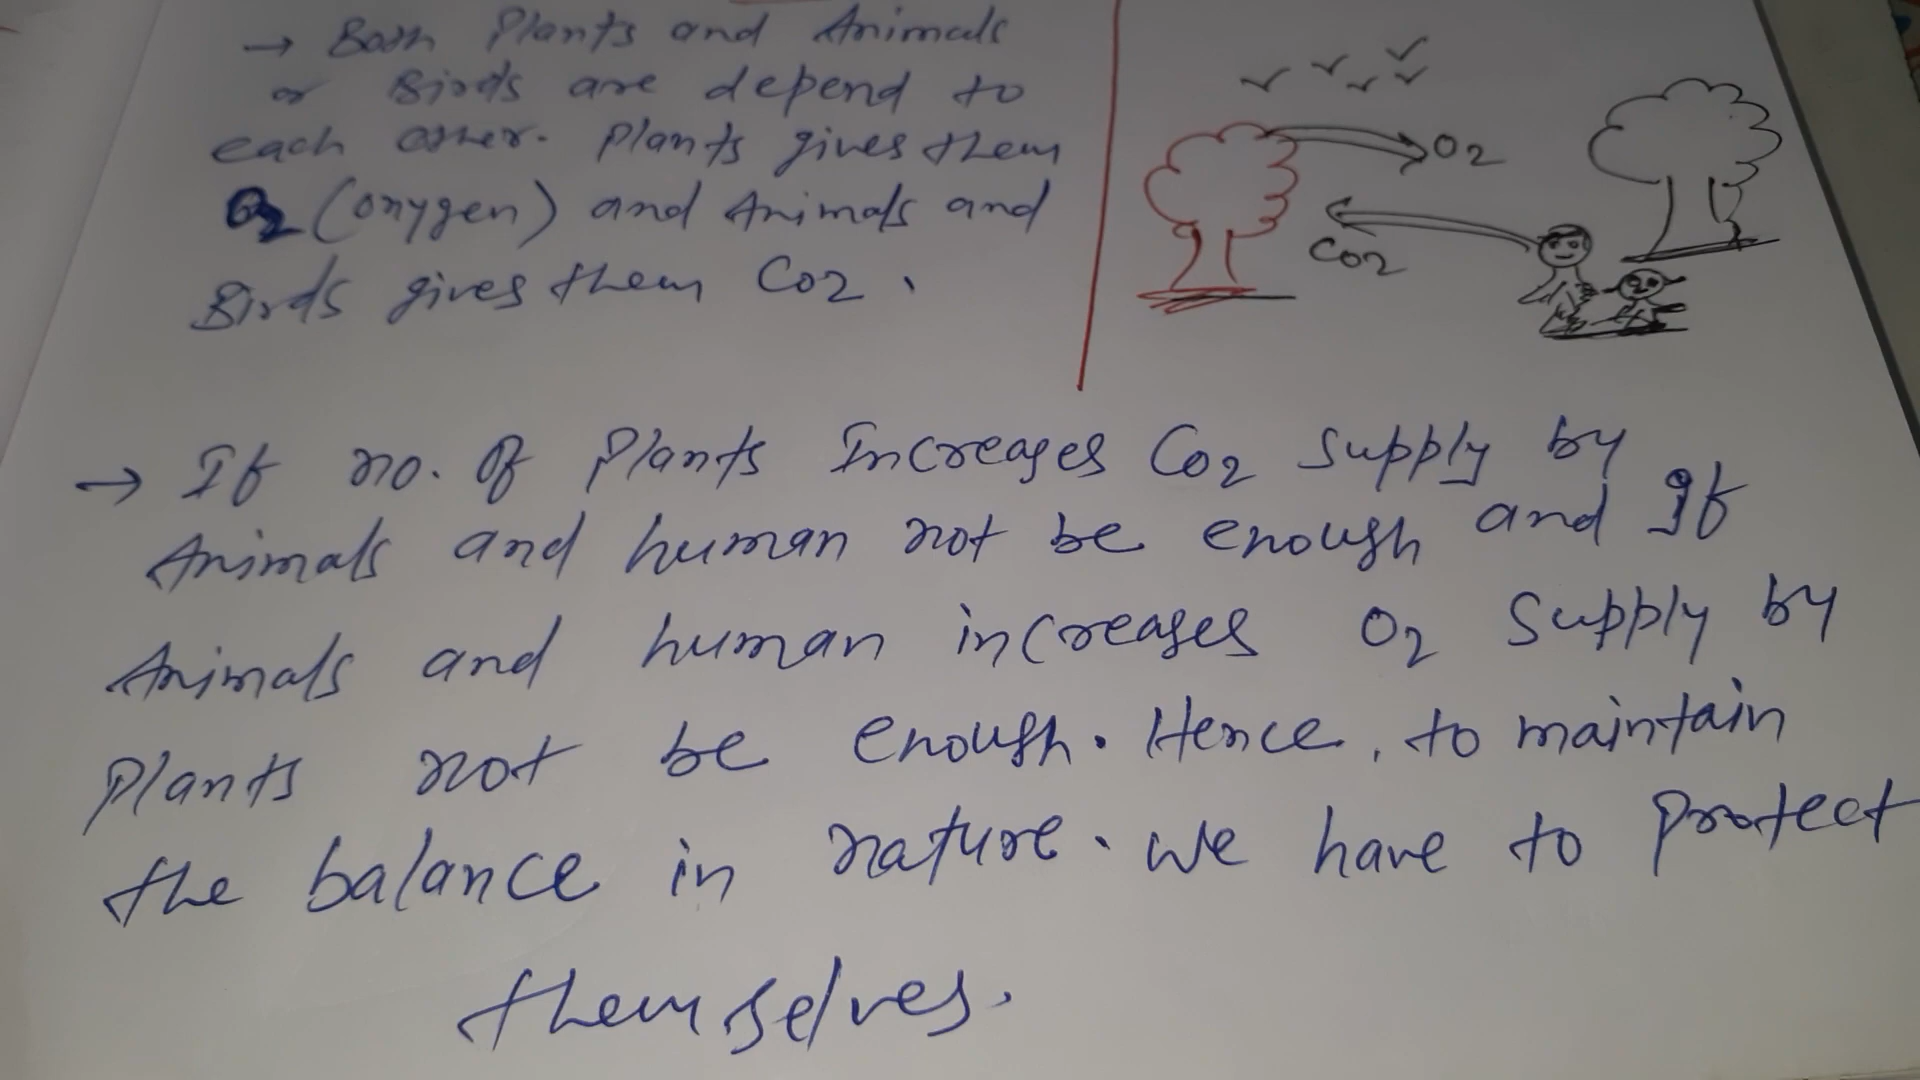 → Both Plants and Animals
or Birds are depend to
each other. Plants gives them
O2 (oxygen) and Animals and
Birds gives them CO2.
O2
CO2
→ If no. of Plants Increases CO2 Supply by
Animals and human not be enough and If
Animals and human increases O2 Supply by
Plants not be enough. Hence, to maintain
the balance in nature. We have to Protect
themselves.